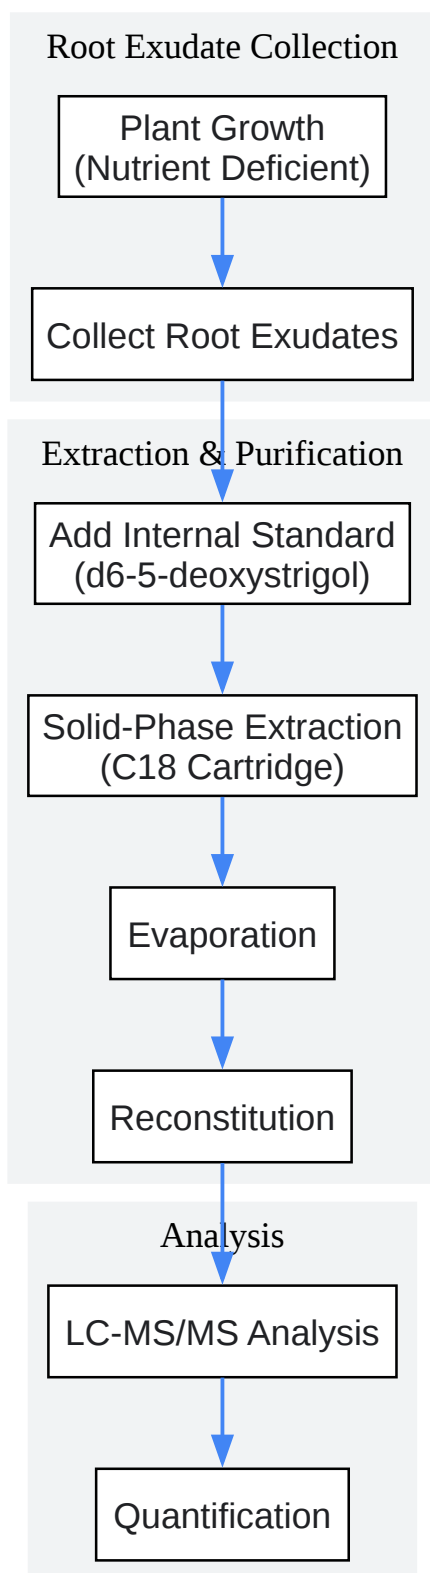 Root Exudate Collection
Plant Growth
(Nutrient Deficient)
Collect Root Exudates
Extraction & Purification
Add Internal Standard
(d6-5-deoxystrigol)
Solid-Phase Extraction
(C18 Cartridge)
Evaporation
Reconstitution
Analysis
LC-MS/MS Analysis
Quantification